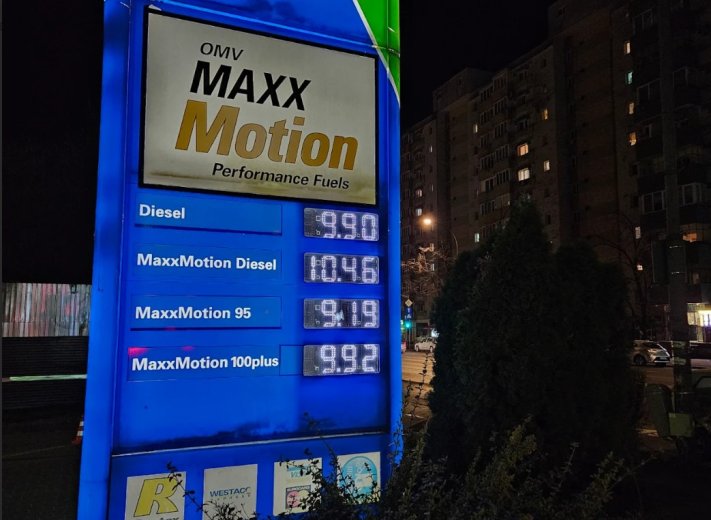 OMV
MAXX
Motion
Performance Fuels
Diesel 9.90
MaxxMotion Diesel 10.46
MaxxMotion 95 9.19
MaxxMotion 100plus 9.92
R